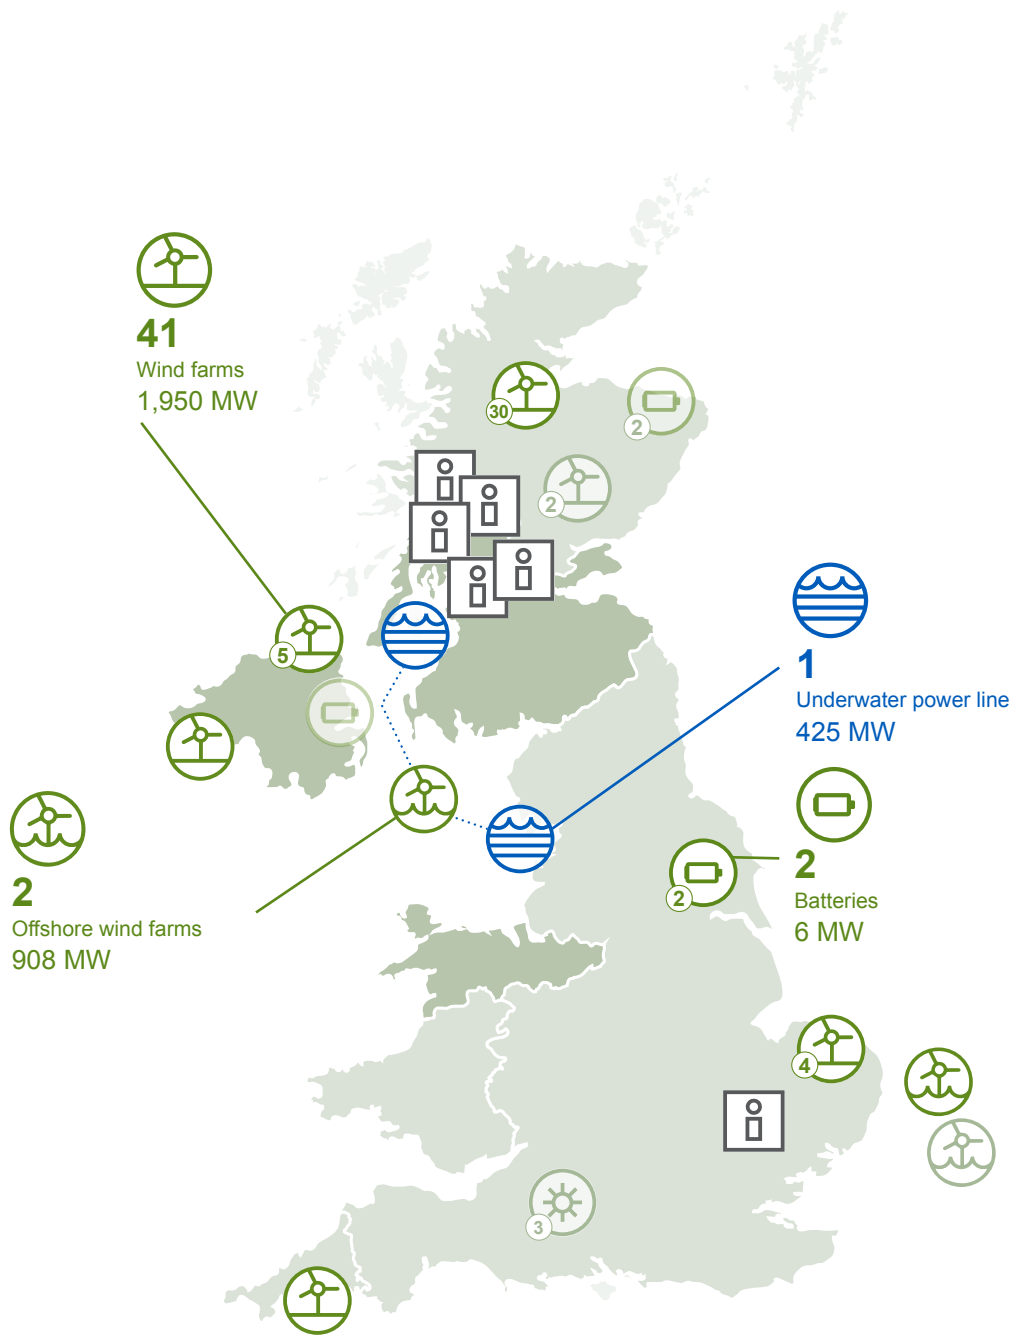 41
Wind farms
1,950 MW
30
2
2
5
1
Underwater power line
425 MW
2
Offshore wind farms
908 MW
2
2
Batteries
6 MW
4
3